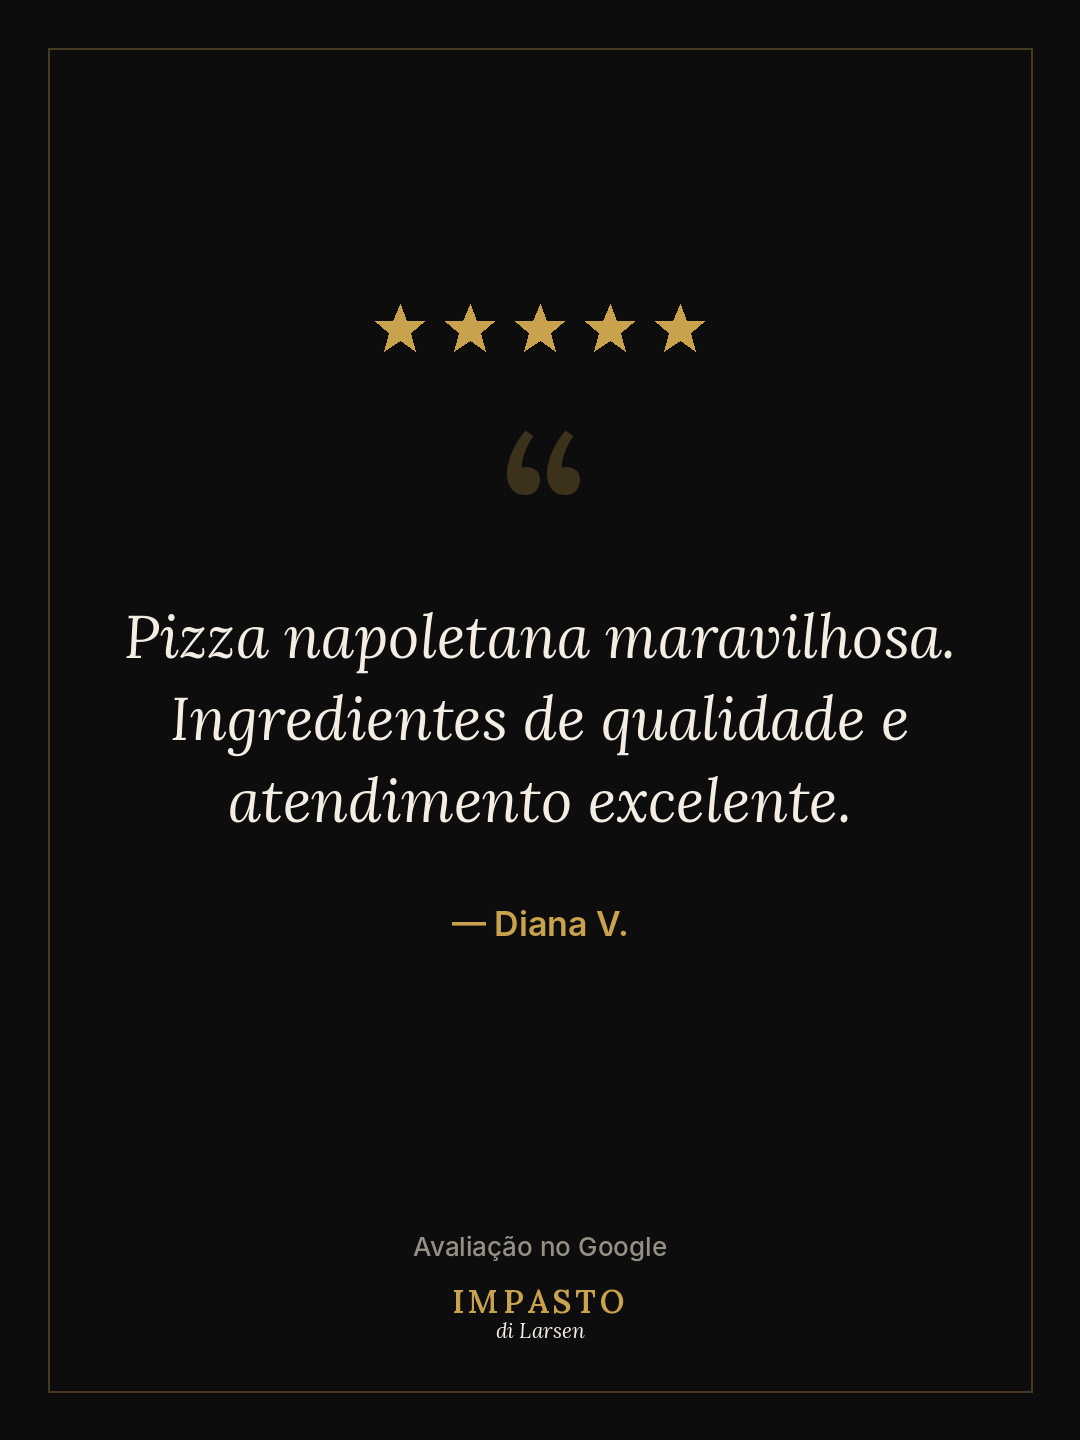 ★★★★★
“
Pizza napoletana maravilhosa.
Ingredientes de qualidade e
atendimento excelente.
— Diana V.
Avaliação no Google
IMPASTO
di Larsen